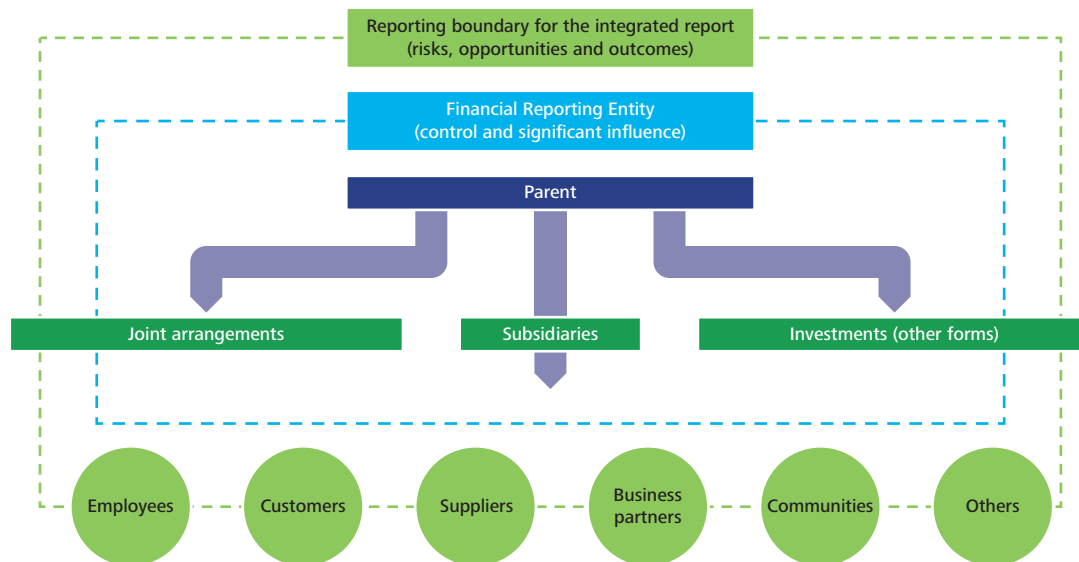 Reporting boundary for the integrated report
(risks, opportunities and outcomes)
Financial Reporting Entity
(control and significant influence)
Parent
Joint arrangements
Subsidiaries
Investments (other forms)
Employees
Customers
Suppliers
Business
partners
Communities
Others